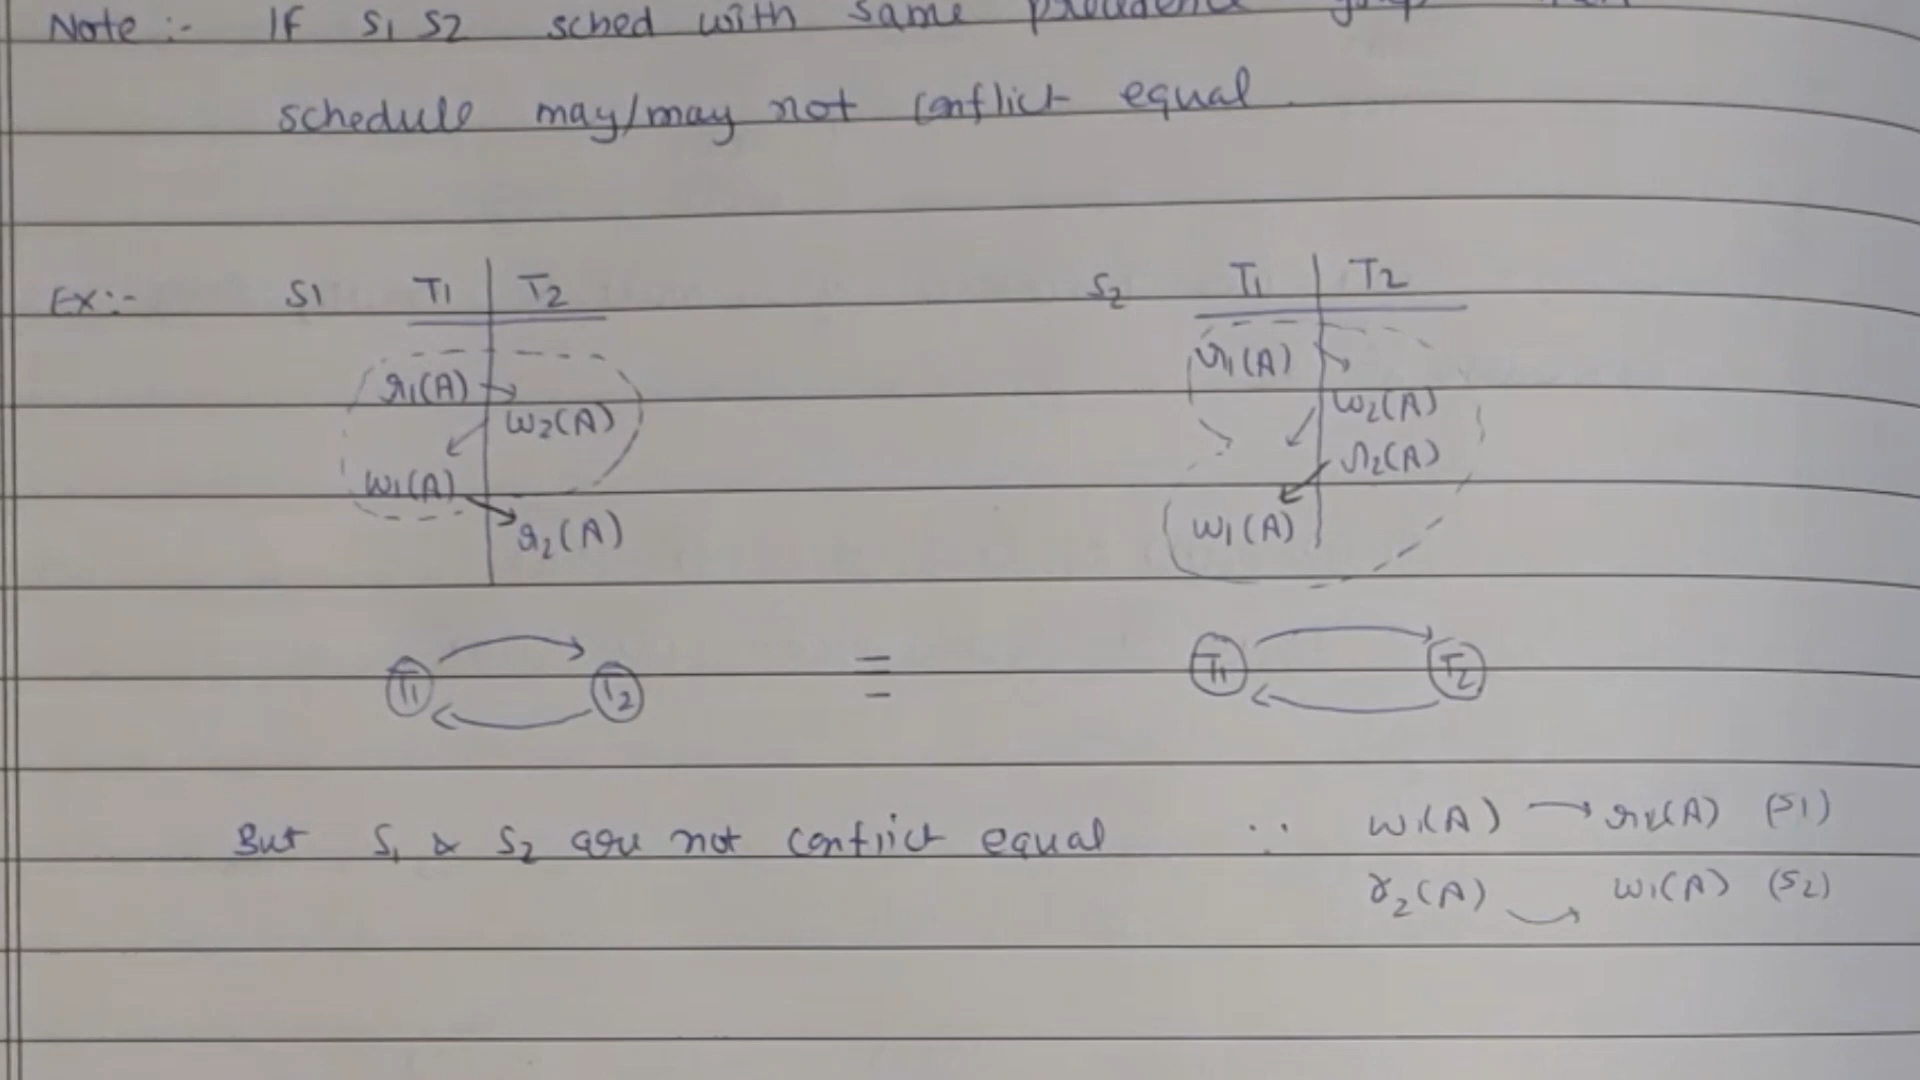 Note :- If S1 S2 sched with same
schedule may/may not conflict equal.
Ex:- S1 T1 T2 S2 T1 T2
r1(A) r1(A)
w2(A) w2(A)
r2(A)
w1(A) w1(A)
r2(A)
T1 T2 = T1 T2
But S1 & S2 are not conflict equal ∵ w1(A) → r2(A) (S1)
r2(A) → w1(A) (S2)